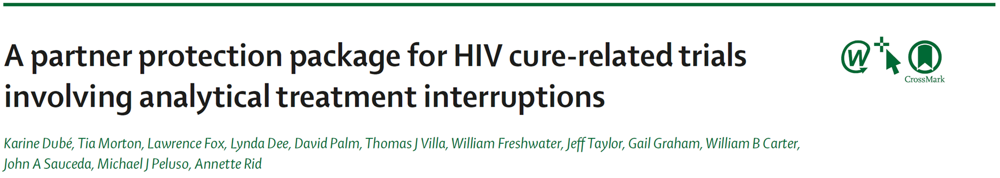 A partner protection package for HIV cure-related trials
involving analytical treatment interruptions
W
CrossMark
Karine Dubé, Tia Morton, Lawrence Fox, Lynda Dee, David Palm, Thomas J Villa, William Freshwater, Jeff Taylor, Gail Graham, William B Carter,
John A Sauceda, Michael J Peluso, Annette Rid